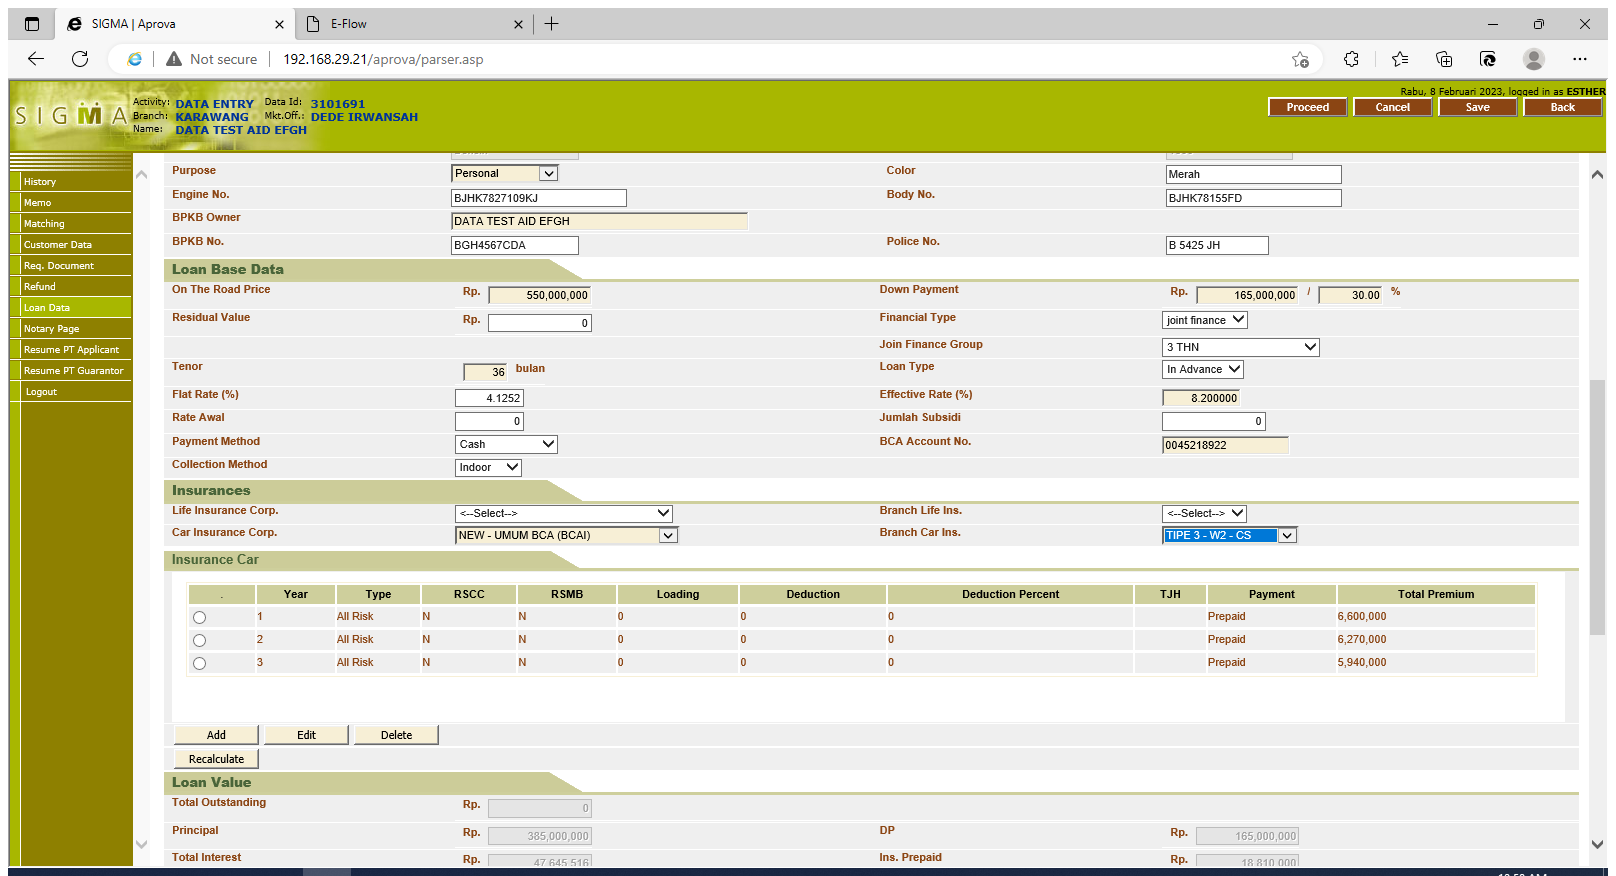 SIGMA | Aprova
E-Flow
Not secure 192.168.29.21/aprova/parser.asp
Rabu, 8 Februari 2023, logged in as ESTHER
SIGMA
Activity: DATA ENTRY Data Id: 3101691
Branch: KARAWANG Mkt.Off.: DEDE IRWANSAH
Name: DATA TEST AID EFGH
Proceed Cancel Save Back
History
Memo
Matching
Customer Data
Req. Document
Refund
Loan Data
Notary Page
Resume PT Applicant
Resume PT Guarantor
Logout
Purpose Personal Color Merah
Engine No. BJHK7827109KJ Body No. BJHK78155FD
BPKB Owner DATA TEST AID EFGH
BPKB No. BGH4567CDA Police No. B 5425 JH
Loan Base Data
On The Road Price Rp. 550,000,000 Down Payment Rp. 165,000,000 / 30.00 %
Residual Value Rp. 0 Financial Type joint finance
Join Finance Group 3 THN
Tenor 36 bulan Loan Type In Advance
Flat Rate (%) 4.1252 Effective Rate (%) 8.200000
Rate Awal 0 Jumlah Subsidi 0
Payment Method Cash BCA Account No. 0045218922
Collection Method Indoor
Insurances
Life Insurance Corp. <--Select--> Branch Life Ins. <--Select-->
Car Insurance Corp. NEW - UMUM BCA (BCAI) Branch Car Ins. TIPE 3 - W2 - CS
Insurance Car
. Year Type RSCC RSMB Loading Deduction Deduction Percent TJH Payment Total Premium
1 All Risk N N 0 0 0 Prepaid 6,600,000
2 All Risk N N 0 0 0 Prepaid 6,270,000
3 All Risk N N 0 0 0 Prepaid 5,940,000
Add Edit Delete
Recalculate
Loan Value
Total Outstanding Rp. 0
Principal Rp. 385,000,000 DP Rp. 165,000,000
Total Interest Rp. 47,645,516 Ins. Prepaid Rp. 18,810,000